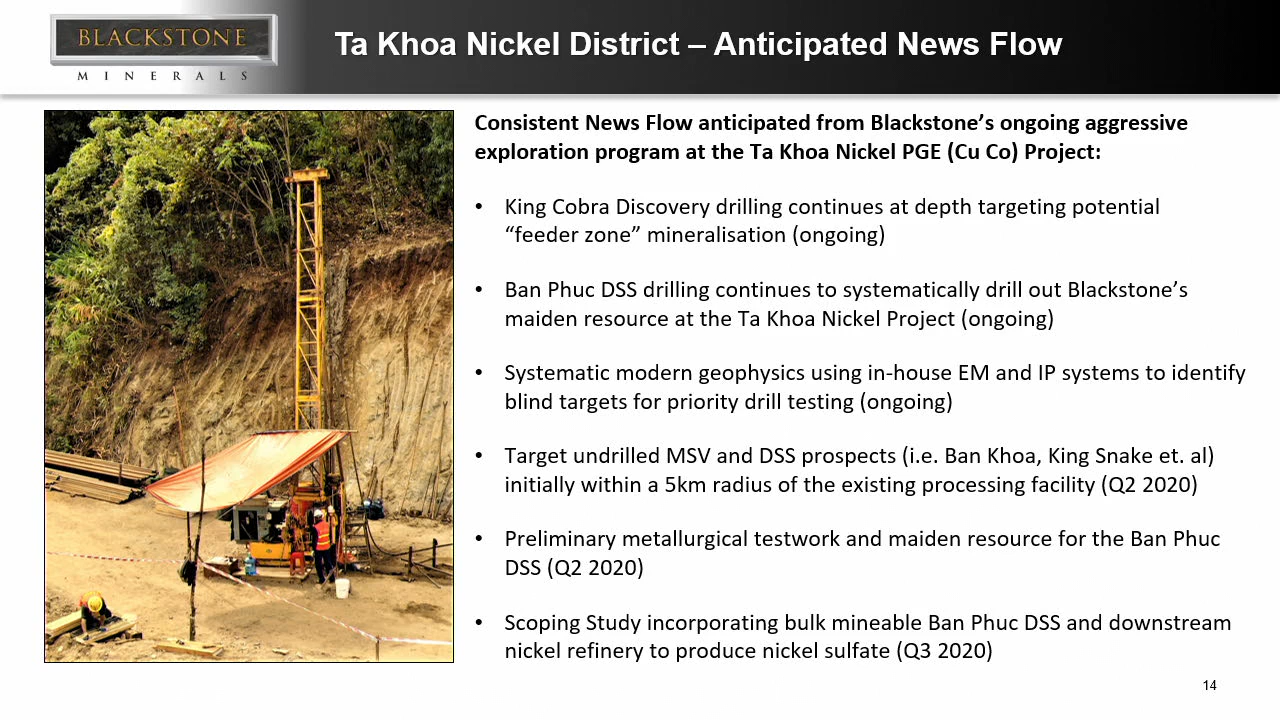 BLACKSTONE
MINERALS
Ta Khoa Nickel District – Anticipated News Flow
Consistent News Flow anticipated from Blackstone’s ongoing aggressive
exploration program at the Ta Khoa Nickel PGE (Cu Co) Project:
• King Cobra Discovery drilling continues at depth targeting potential
“feeder zone” mineralisation (ongoing)
• Ban Phuc DSS drilling continues to systematically drill out Blackstone’s
maiden resource at the Ta Khoa Nickel Project (ongoing)
• Systematic modern geophysics using in-house EM and IP systems to identify
blind targets for priority drill testing (ongoing)
• Target undrilled MSV and DSS prospects (i.e. Ban Khoa, King Snake et. al)
initially within a 5km radius of the existing processing facility (Q2 2020)
• Preliminary metallurgical testwork and maiden resource for the Ban Phuc
DSS (Q2 2020)
• Scoping Study incorporating bulk mineable Ban Phuc DSS and downstream
nickel refinery to produce nickel sulfate (Q3 2020)
14